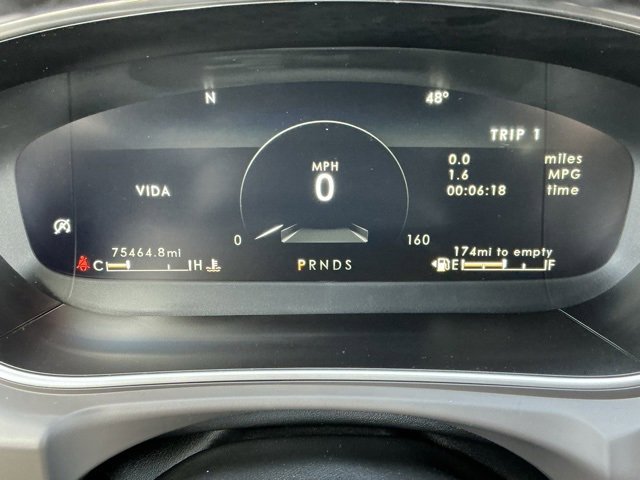 N 48°
TRIP 1
MPH 0.0 miles
0 1.6 MPG
VIDA 00:06:18 time
0 160
75464.8mi 174mi to empty
C H PRNDS E F